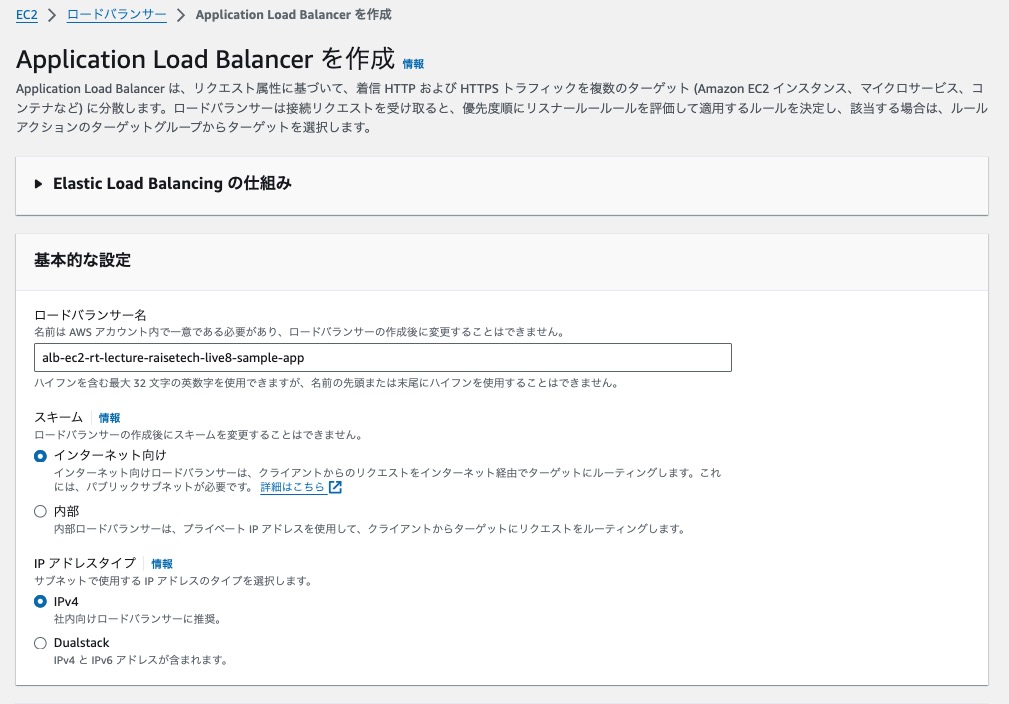 EC2 > ロードバランサー > Application Load Balancer を作成
Application Load Balancer を作成 情報
Application Load Balancer は、リクエスト属性に基づいて、着信 HTTP および HTTPS トラフィックを複数のターゲット (Amazon EC2 インスタンス、マイクロサービス、コ
ンテナなど) に分散します。ロードバランサーは接続リクエストを受け取ると、優先度順にリスナールールールを評価して適用するルールを決定し、該当する場合は、ルール
アクションのターゲットグループからターゲットを選択します。
Elastic Load Balancing の仕組み
基本的な設定
ロードバランサー名
名前は AWS アカウント内で一意である必要があり、ロードバランサーの作成後に変更することはできません。
alb-ec2-rt-lecture-raisetech-live8-sample-app
ハイフンを含む最大 32 文字の英数字を使用できますが、名前の先頭または末尾にハイフンを使用することはできません。
スキーム 情報
ロードバランサーの作成後にスキームを変更することはできません。
インターネット向け
インターネット向けロードバランサーは、クライアントからのリクエストをインターネット経由でターゲットにルーティングします。これ
には、パブリックサブネットが必要です。 詳細はこちら
内部
内部ロードバランサーは、プライベート IP アドレスを使用して、クライアントからターゲットにリクエストをルーティングします。
IP アドレスタイプ 情報
サブネットで使用する IP アドレスのタイプを選択します。
IPv4
社内向けロードバランサーに推奨。
Dualstack
IPv4 と IPv6 アドレスが含まれます。